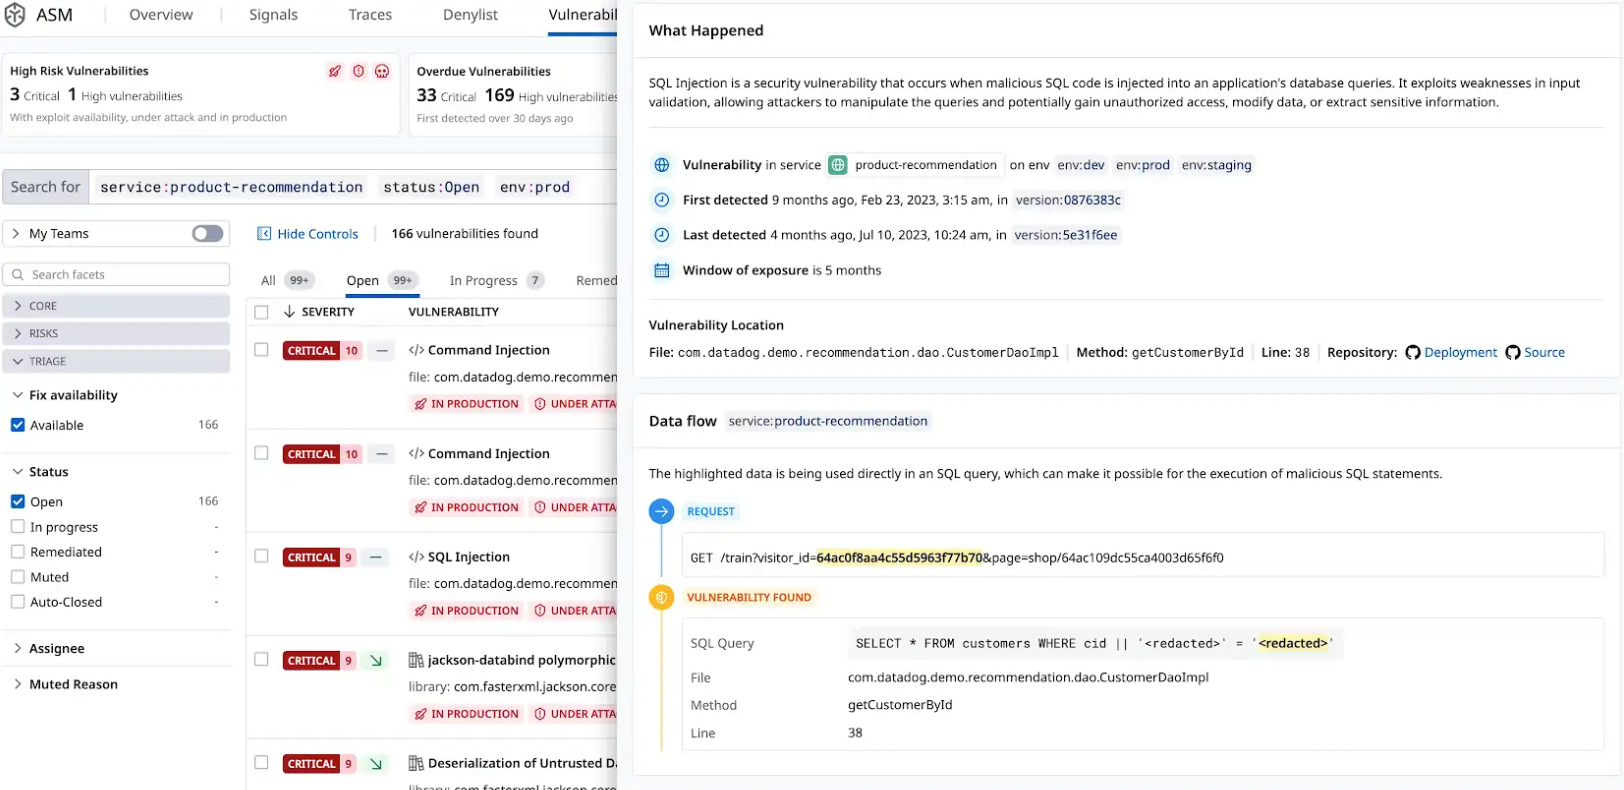 ASM
Overview
Signals
Traces
Denylist
Vulnerabil
High Risk Vulnerabilities
3 Critical 1 High vulnerabilities
With exploit availability, under attack and in production
Overdue Vulnerabilities
33 Critical 169 High vulnerabilities
First detected over 30 days ago
Search for
service:product-recommendation status:Open env:prod
My Teams
Hide Controls
166 vulnerabilities found
Search facets
CORE
RISKS
TRIAGE
Fix availability
Available 166
Status
Open 166
In progress -
Remediated -
Muted -
Auto-Closed -
Assignee
Muted Reason
All 99+
Open 99+
In Progress 7
Remed
SEVERITY
VULNERABILITY
CRITICAL 10 — </> Command Injection
file: com.datadog.demo.recommen
IN PRODUCTION UNDER ATTA
CRITICAL 10 — </> Command Injection
file: com.datadog.demo.recommen
IN PRODUCTION UNDER ATTA
CRITICAL 9 — </> SQL Injection
file: com.datadog.demo.recommen
IN PRODUCTION UNDER ATTA
CRITICAL 9 jackson-databind polymorphic
library: com.fasterxml.jackson.core
IN PRODUCTION UNDER ATTA
CRITICAL 9 Deserialization of Untrusted Da
library: com.fasterxml.jackson.core
What Happened
SQL Injection is a security vulnerability that occurs when malicious SQL code is injected into an application's database queries. It exploits weaknesses in input
validation, allowing attackers to manipulate the queries and potentially gain unauthorized access, modify data, or extract sensitive information.
Vulnerability in service product-recommendation on env env:dev env:prod env:staging
First detected 9 months ago, Feb 23, 2023, 3:15 am, in version:0876383c
Last detected 4 months ago, Jul 10, 2023, 10:24 am, in version:5e31f6ee
Window of exposure is 5 months
Vulnerability Location
File: com.datadog.demo.recommendation.dao.CustomerDaoImpl Method: getCustomerById Line: 38 Repository: Deployment Source
Data flow service:product-recommendation
The highlighted data is being used directly in an SQL query, which can make it possible for the execution of malicious SQL statements.
REQUEST
GET /train?visitor_id=64ac0f8aa4c55d5963f77b70&page=shop/64ac109dc55ca4003d65f6f0
VULNERABILITY FOUND
SQL Query SELECT * FROM customers WHERE cid || '<redacted>' = '<redacted>'
File com.datadog.demo.recommendation.dao.CustomerDaoImpl
Method getCustomerById
Line 38